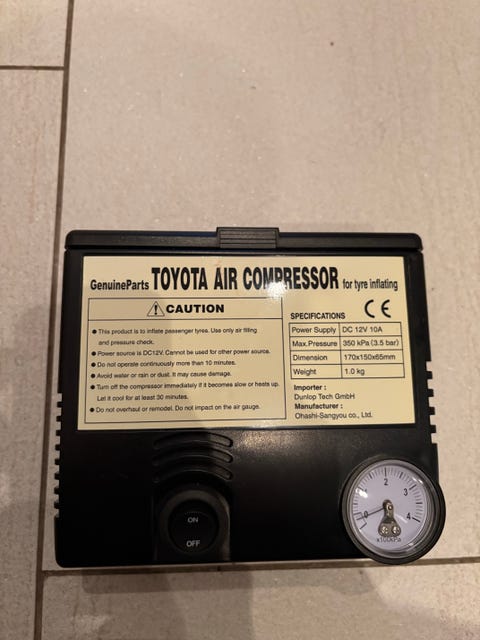 GenuineParts TOYOTA AIR COMPRESSOR for tyre inflating
CAUTION
● This product is to inflate passenger tyres. Use only air filling
and pressure check.
● Power source is DC12V. Cannot be used for other power source.
● Do not operate continuously more than 10 minutes.
● Avoid water or rain or dust. It may cause damage.
● Turn off the compressor immediately if it becomes slow or heats up.
Let it cool for at least 30 minutes.
● Do not overhaul or remodel. Do not impact on the air gauge.
SPECIFICATIONS CE
Power Supply DC 12V 10A
Max.Pressure 350 kPa (3.5 bar)
Dimension 170x150x65mm
Weight 1.0 kg
Importer :
Dunlop Tech GmbH
Manufacturer :
Ohashi-Sangyou co., Ltd.
ON
OFF
0 1 2 3 4
x100kPa